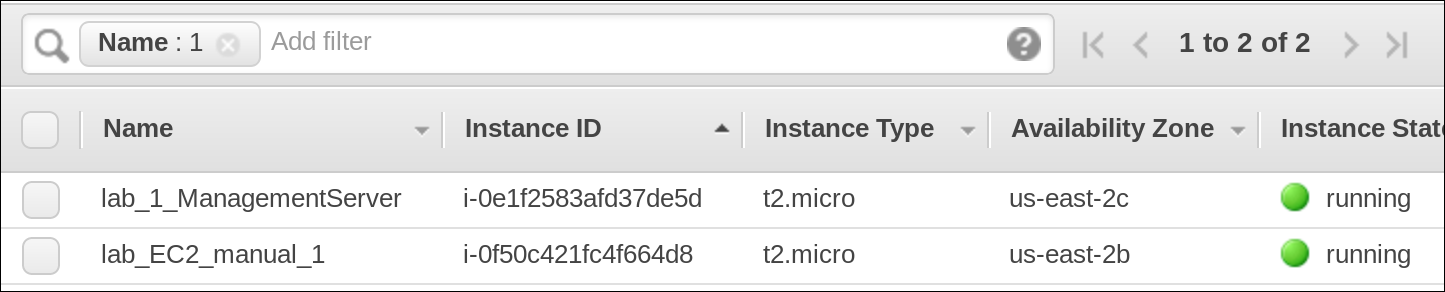 Name : 1 Add filter ? 1 to 2 of 2
Name Instance ID Instance Type Availability Zone Instance State
lab_1_ManagementServer i-0e1f2583afd37de5d t2.micro us-east-2c running
lab_EC2_manual_1 i-0f50c421fc4f664d8 t2.micro us-east-2b running